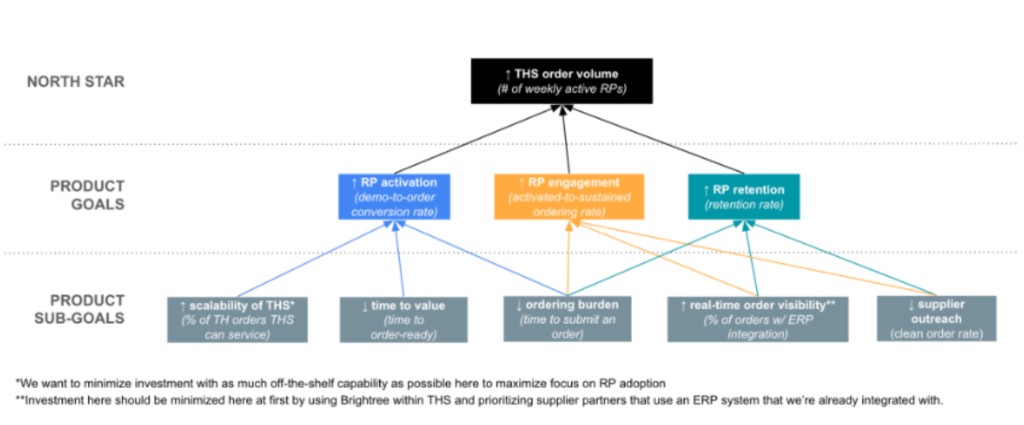 NORTH STAR
↑ THS order volume
(# of weekly active RPs)
PRODUCT
GOALS
↑ RP activation
(demo-to-order
conversion rate)
↑ RP engagement
(activated-to-sustained
ordering rate)
↑ RP retention
(retention rate)
PRODUCT
SUB-GOALS
↑ scalability of THS*
(% of TH orders THS
can service)
↓ time to value
(time to
order-ready)
↓ ordering burden
(time to submit an
order)
↑ real-time order visibility**
(% of orders w/ ERP
integration)
↓ supplier
outreach
(clean order rate)
*We want to minimize investment with as much off-the-shelf capability as possible here to maximize focus on RP adoption
**Investment here should be minimized here at first by using Brightree within THS and prioritizing supplier partners that use an ERP system that we're already integrated with.